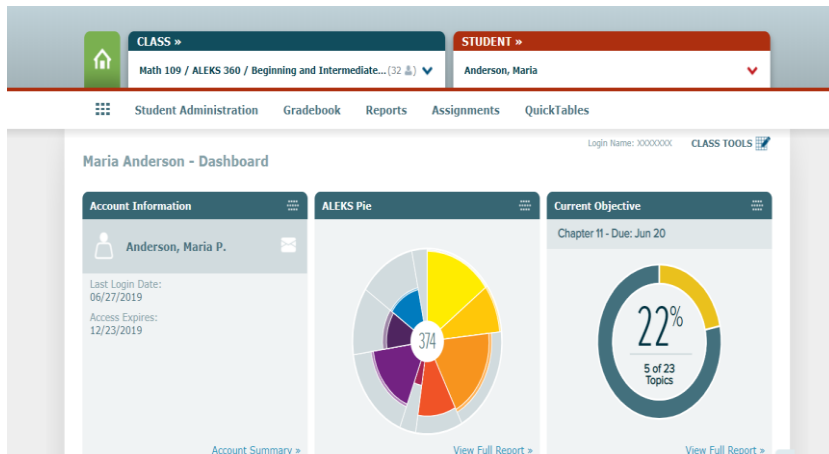 CLASS »
STUDENT »
Math 109 / ALEKS 360 / Beginning and Intermediate... (32 )
Anderson, Maria
Student Administration Gradebook Reports Assignments QuickTables
Login Name: XXXXXXX CLASS TOOLS
Maria Anderson - Dashboard
Account Information
Anderson, Maria P.
Last Login Date:
06/27/2019
Access Expires:
12/23/2019
Account Summary »
ALEKS Pie
374
View Full Report »
Current Objective
Chapter 11 - Due: Jun 20
22%
5 of 23
Topics
View Full Report »